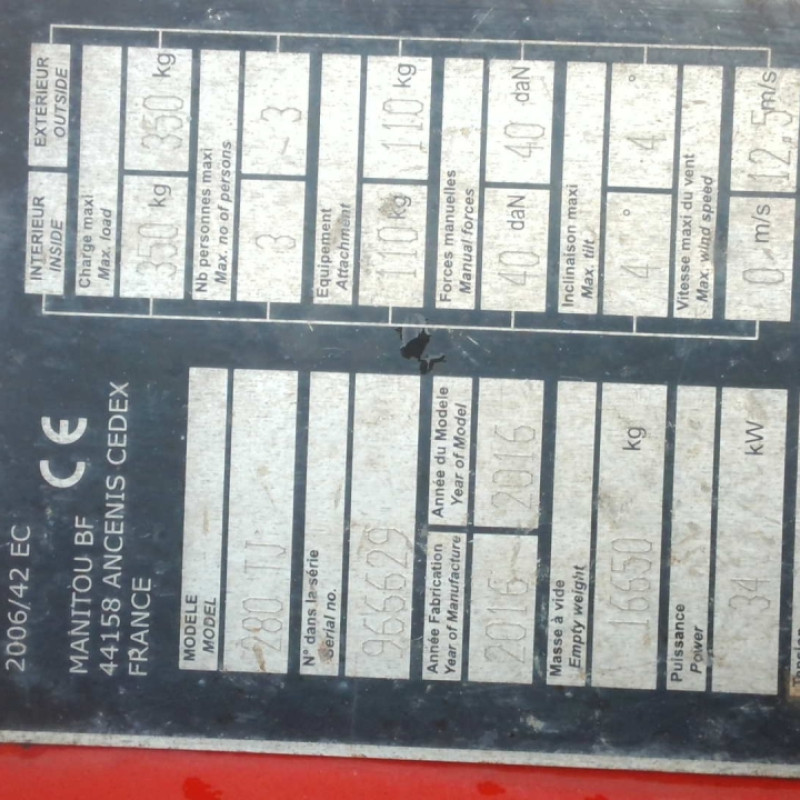 2006/42 EC
MANITOU BF
44158 ANCENIS CEDEX
FRANCE
CE
MODELE
MODEL
280 TJ
N° dans la série
Serial no.
966629
Année Fabrication
Year of Manufacture
2016
Année du Modele
Year of Model
2016
Masse à vide
Empty weight
16650 kg
Puissance
Power
34 kW
INTERIEUR
INSIDE
EXTERIEUR
OUTSIDE
Charge maxi
Max. load
350 kg
350 kg
Nb personnes maxi
Max. no of persons
3
3
Equipement
Attachment
110 kg
110 kg
Forces manuelles
Manual forces
40 daN
40 daN
Inclinaison maxi
Max. tilt
4 °
4 °
Vitesse maxi du vent
Max. wind speed
0 m/s
12,5 m/s